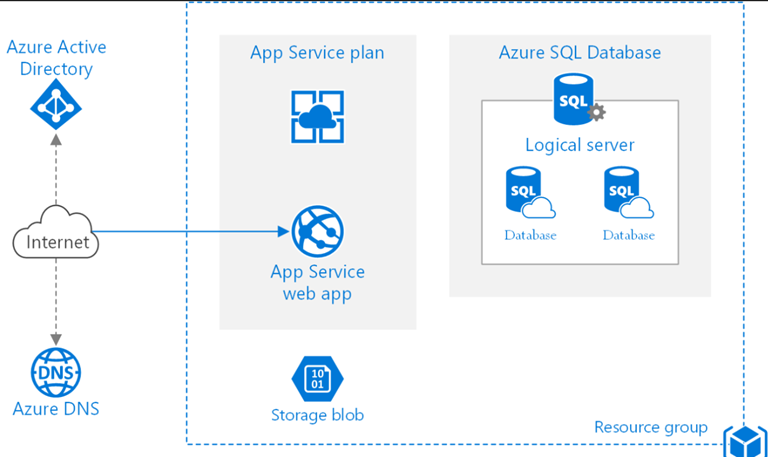 Azure Active
Directory
App Service plan
Azure SQL Database
SQL
Logical server
SQL
SQL
Database
Database
Internet
App Service
web app
DNS
Azure DNS
10
01
Storage blob
Resource group